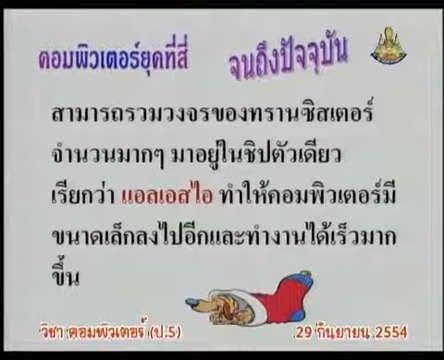 คอมพิวเตอร์ยุคที่สี่ จนถึงปัจจุบัน
สามารถรวมวงจรของทรานซิสเตอร์
จำนวนมากๆ มาอยู่ในชิปตัวเดียว
เรียกว่า แอลเอสไอ ทำให้คอมพิวเตอร์มี
ขนาดเล็กลงไปอีกและทำงานได้เร็วมาก
ขึ้น
วิชา คอมพิวเตอร์ (ป.5) 29 กันยายน 2554